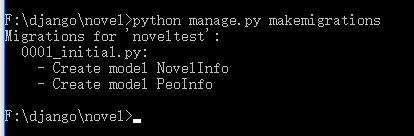 F:\django\novel>python manage.py makemigrations
Migrations for 'noveltest':
  0001_initial.py:
    - Create model NovelInfo
    - Create model PeoInfo
F:\django\novel>